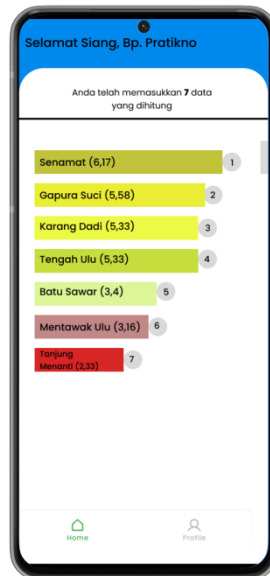 Selamat Siang, Bp. Pratikno
Anda telah memasukkan 7 data
yang dihitung
Senamat (6,17) 1
Gapura Suci (5,58) 2
Karang Dadi (5,33) 3
Tengah Ulu (5,33) 4
Batu Sawar (3,4) 5
Mentawak Ulu (3,16) 6
Tanjung
Menanti (2,33) 7
Home Profile